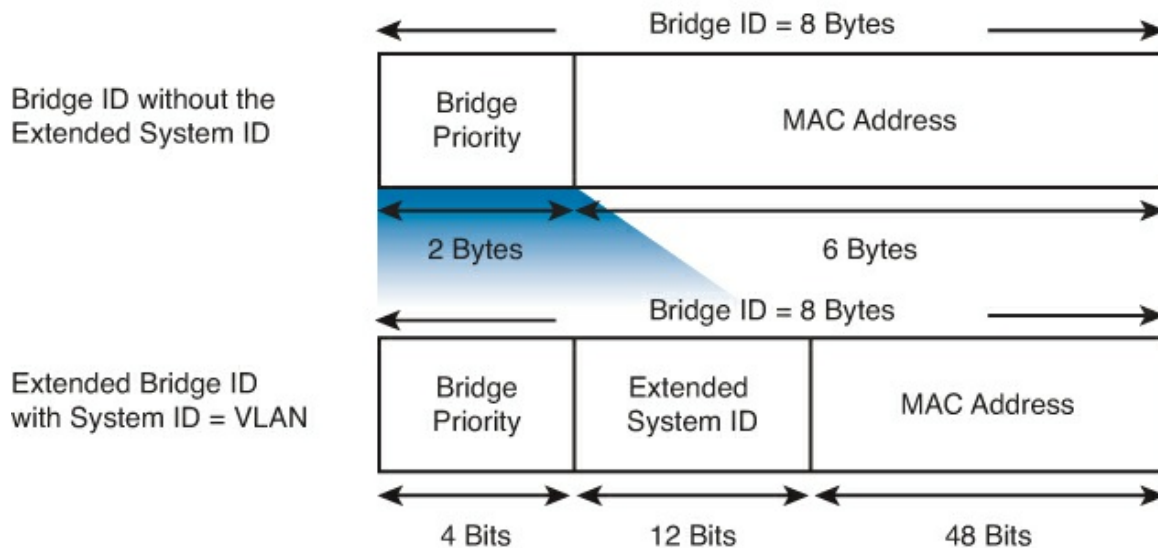 Bridge ID = 8 Bytes
Bridge ID without the
Extended System ID
Bridge
Priority
MAC Address
2 Bytes
6 Bytes
Bridge ID = 8 Bytes
Extended Bridge ID
with System ID = VLAN
Bridge
Priority
Extended
System ID
MAC Address
4 Bits
12 Bits
48 Bits